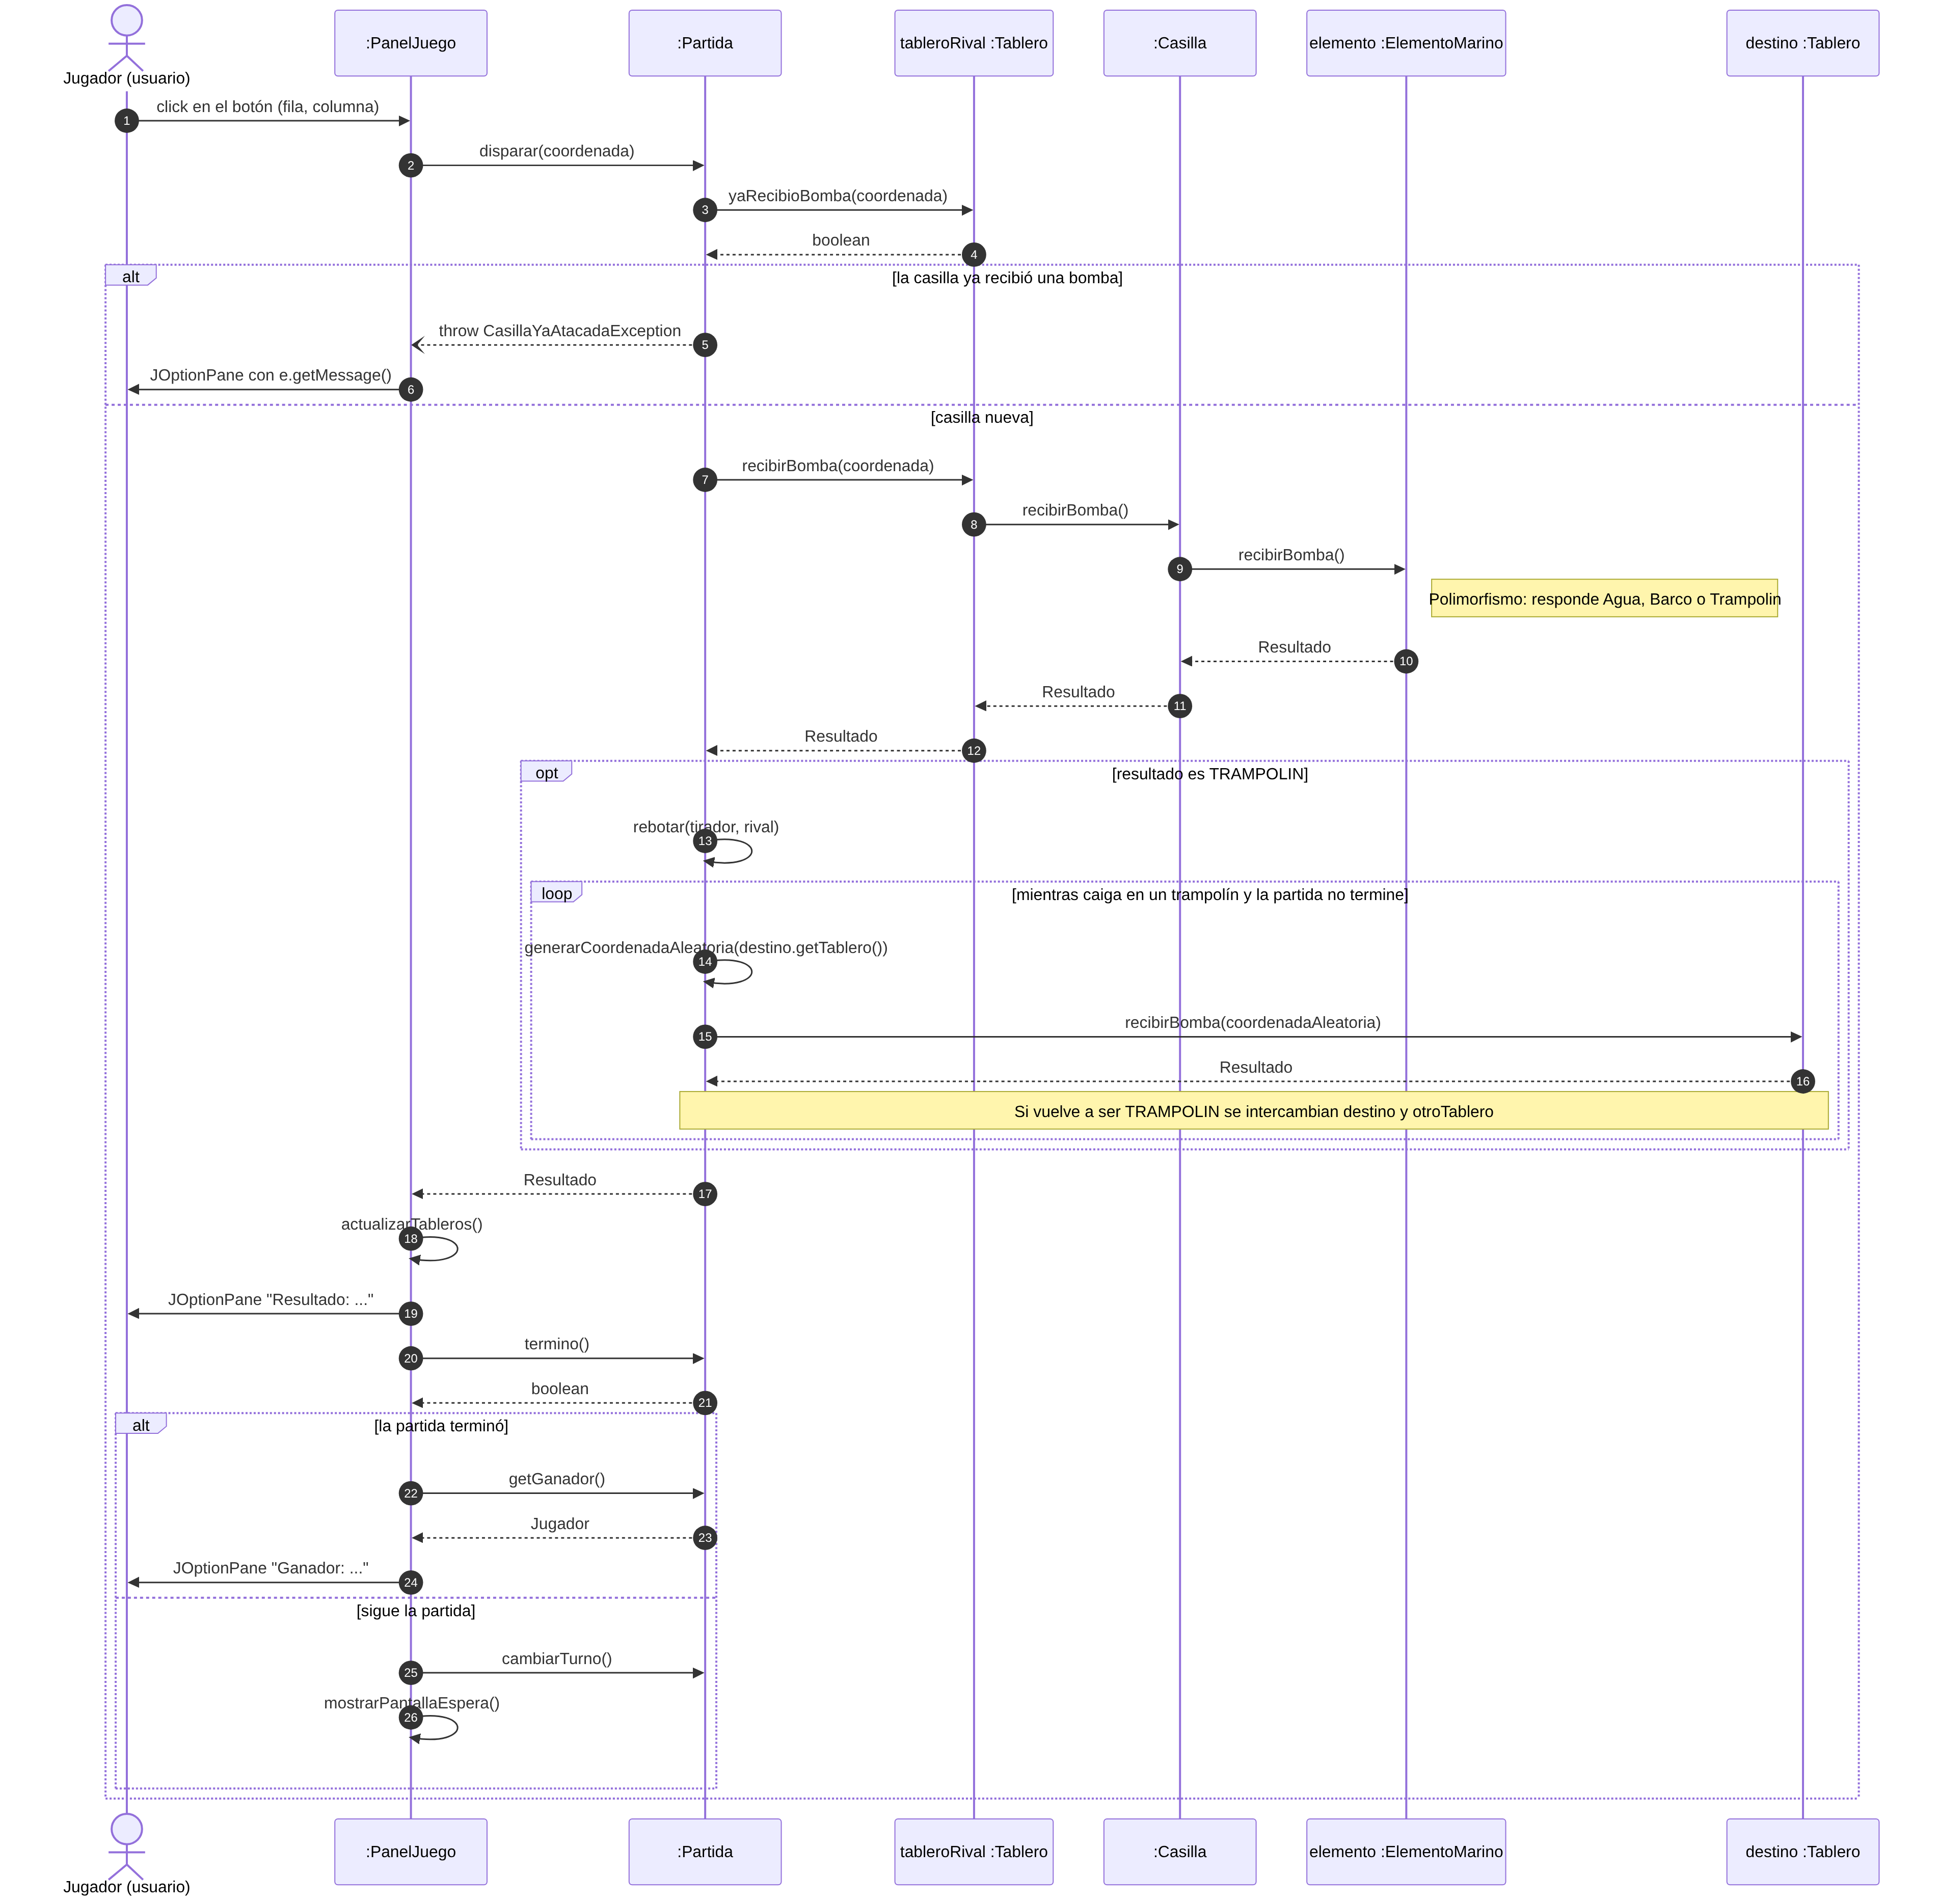 Jugador (usuario)
:PanelJuego
:Partida
tableroRival :Tablero
:Casilla
elemento :ElementoMarino
destino :Tablero
click en el botón (fila, columna)
1
disparar(coordenada)
2
yaRecibioBomba(coordenada)
3
boolean
4
alt
[la casilla ya recibió una bomba]
throw CasillaYaAtacadaException
5
JOptionPane con e.getMessage()
6
[casilla nueva]
recibirBomba(coordenada)
7
recibirBomba()
8
recibirBomba()
9
Polimorfismo: responde Agua, Barco o Trampolin
Resultado
10
Resultado
11
Resultado
12
opt
[resultado es TRAMPOLIN]
rebotar(tirador, rival)
13
loop
[mientras caiga en un trampolín y la partida no termine]
generarCoordenadaAleatoria(destino.getTablero())
14
recibirBomba(coordenadaAleatoria)
15
Resultado
16
Si vuelve a ser TRAMPOLIN se intercambian destino y otroTablero
Resultado
17
actualizarTableros()
18
JOptionPane "Resultado: ..."
19
termino()
20
boolean
21
alt
[la partida terminó]
getGanador()
22
Jugador
23
JOptionPane "Ganador: ..."
24
[sigue la partida]
cambiarTurno()
25
mostrarPantallaEspera()
26
Jugador (usuario)
:PanelJuego
:Partida
tableroRival :Tablero
:Casilla
elemento :ElementoMarino
destino :Tablero